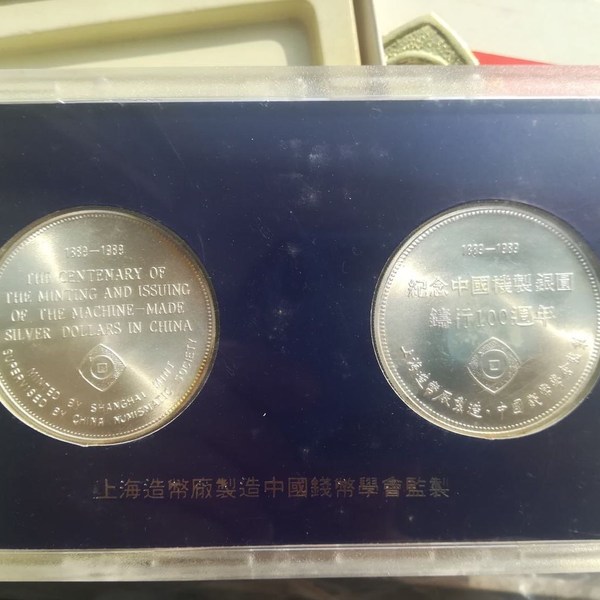 1889—1989
THE CENTENARY OF
THE MINTING AND ISSUING
OF THE MACHINE—MADE
SILVER DOLLARS IN CHINA
MINTED BY SHANGHAI MINT
SUPERVISED BY CHINA NUMISMATIC SOCIETY
1889—1989
紀念中國機製銀圓
鑄行100週年
上海造幣厰製造·中國錢幣學會監製
上海造幣廠製造中國錢幣學會監製